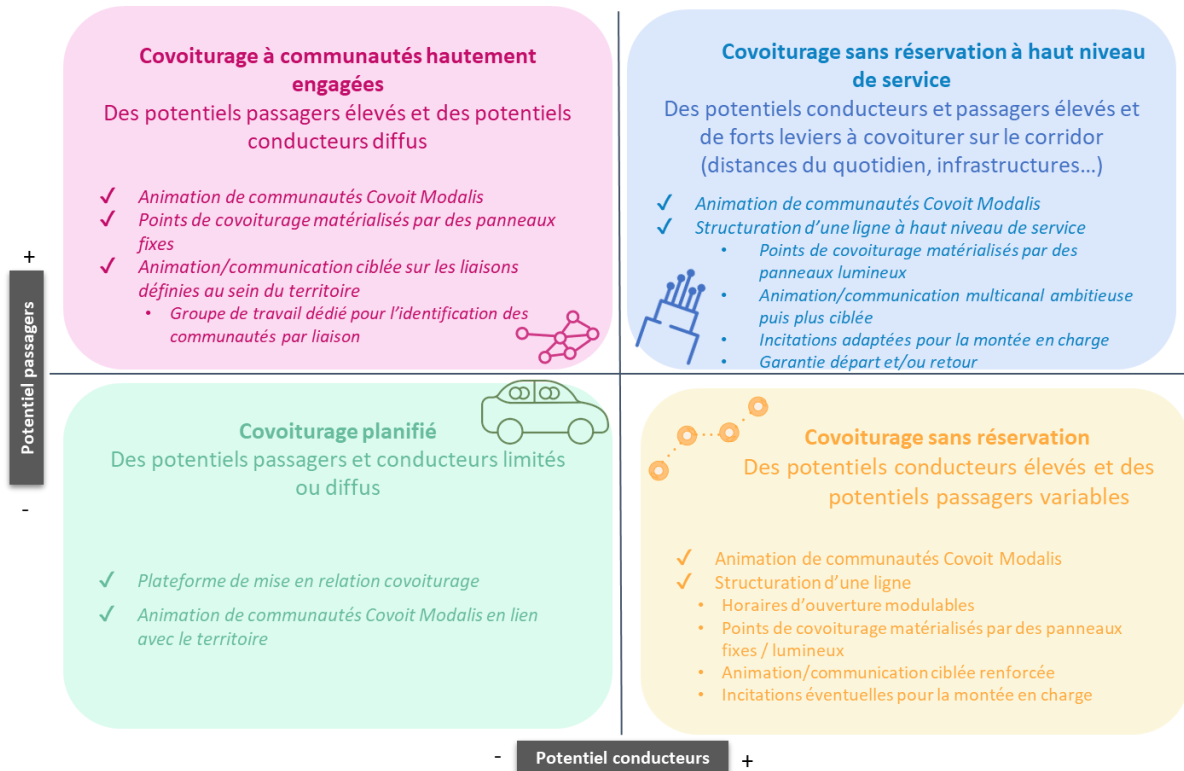 Covoiturage à communautés hautement
engagées
Des potentiels passagers élevés et des potentiels
conducteurs diffus
✓ Animation de communautés Covoit Modalis
✓ Points de covoiturage matérialisés par des panneaux
fixes
✓ Animation/communication ciblée sur les liaisons
définies au sein du territoire
• Groupe de travail dédié pour l'identification des
communautés par liaison
Covoiturage sans réservation à haut niveau
de service
Des potentiels conducteurs et passagers élevés et
de forts leviers à covoiturer sur le corridor
(distances du quotidien, infrastructures…)
✓ Animation de communautés Covoit Modalis
✓ Structuration d'une ligne à haut niveau de service
• Points de covoiturage matérialisés par des
panneaux lumineux
• Animation/communication multicanal ambitieuse
puis plus ciblée
• Incitations adaptées pour la montée en charge
• Garantie départ et/ou retour
+
Potentiel passagers
-
Covoiturage planifié
Des potentiels passagers et conducteurs limités
ou diffus
✓ Plateforme de mise en relation covoiturage
✓ Animation de communautés Covoit Modalis en lien
avec le territoire
Covoiturage sans réservation
Des potentiels conducteurs élevés et des
potentiels passagers variables
✓ Animation de communautés Covoit Modalis
✓ Structuration d'une ligne
• Horaires d'ouverture modulables
• Points de covoiturage matérialisés par des panneaux
fixes / lumineux
• Animation/communication ciblée renforcée
• Incitations éventuelles pour la montée en charge
- Potentiel conducteurs +